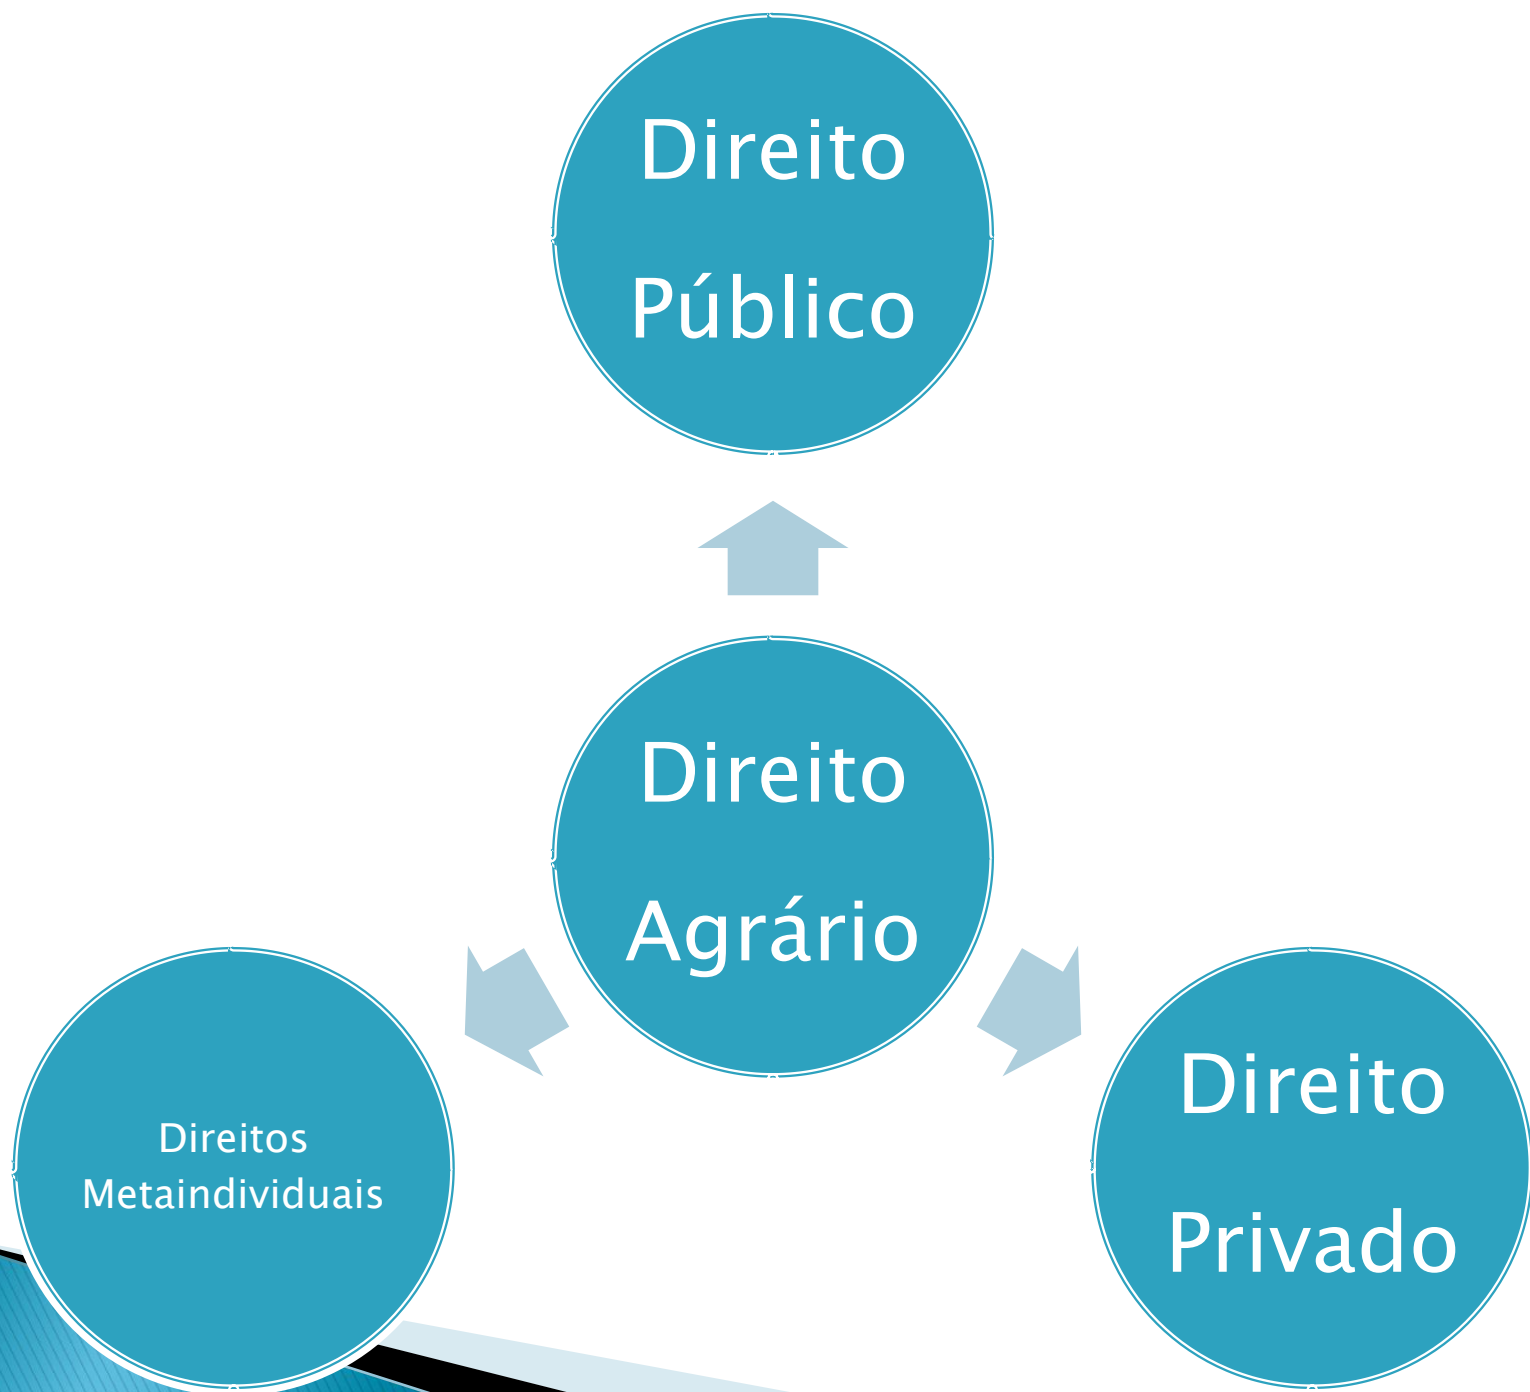 Direito
Público
Direito
Agrário
Direitos
Metaindividuais
Direito
Privado